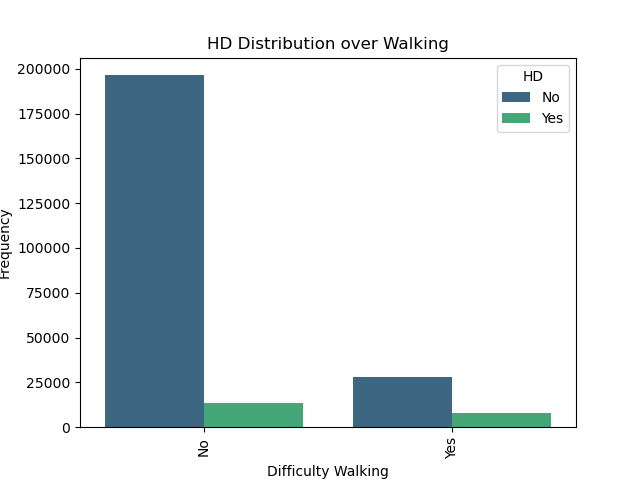 HD Distribution over Walking
HD
No
Yes
200000
175000
150000
125000
100000
75000
50000
25000
0
Frequency
No
Yes
Difficulty Walking